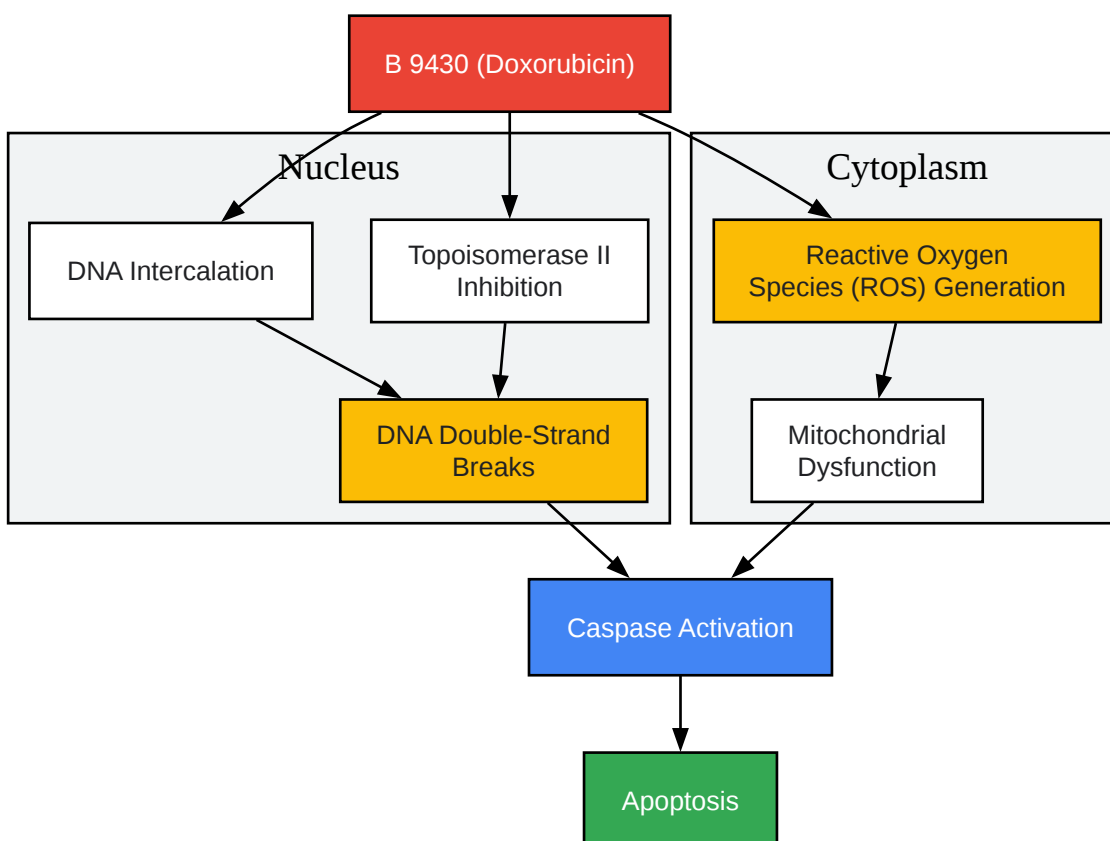 B 9430 (Doxorubicin)
Nucleus
Cytoplasm
DNA Intercalation
Topoisomerase II
Inhibition
Reactive Oxygen
Species (ROS) Generation
DNA Double-Strand
Breaks
Mitochondrial
Dysfunction
Caspase Activation
Apoptosis